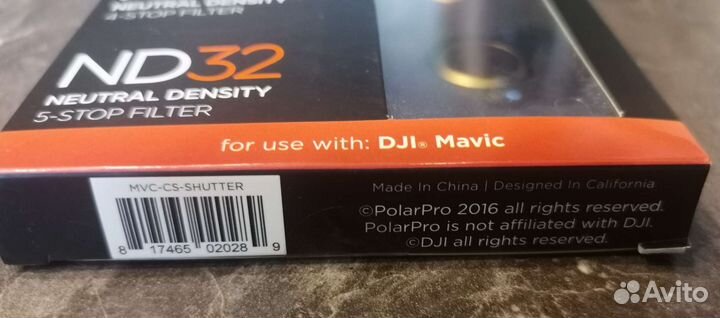 NEUTRAL DENSITY
4-STOP FILTER
ND32
NEUTRAL DENSITY
5-STOP FILTER
for use with: DJI® Mavic
MVC-CS-SHUTTER
8 17465 02028 9
Made In China | Designed In California
©PolarPro 2016 all rights reserved.
PolarPro is not affiliated with DJI.
©DJI all rights reserved.
Avito